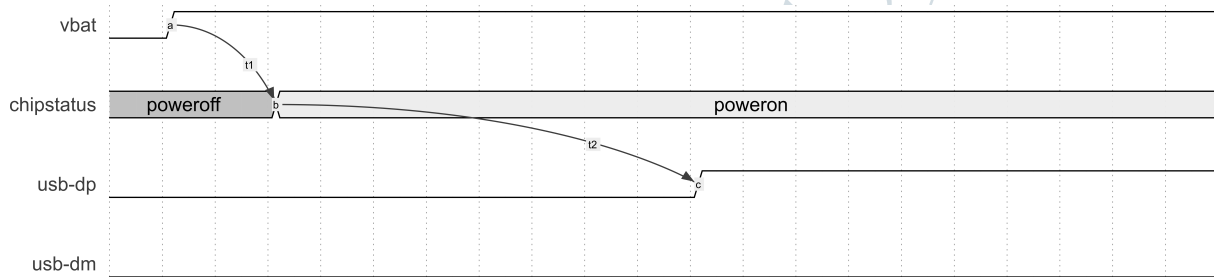 vbat
a
t1
chipstatus
poweroff
b
poweron
t2
usb-dp
c
usb-dm